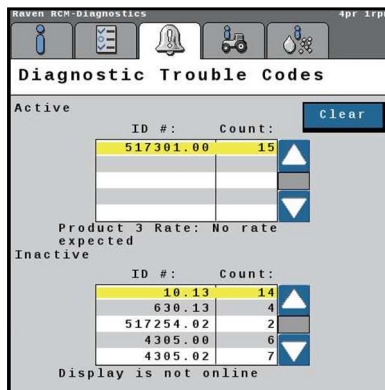 Raven RCM-Diagnostics
Diagnostic Trouble Codes
Active
Clear
ID #: Count:
517301.00 15
Product 3 Rate: No rate
expected
Inactive
ID #: Count:
10.13 14
630.13 4
517254.02 2
4305.00 6
4305.02 7
Display is not online